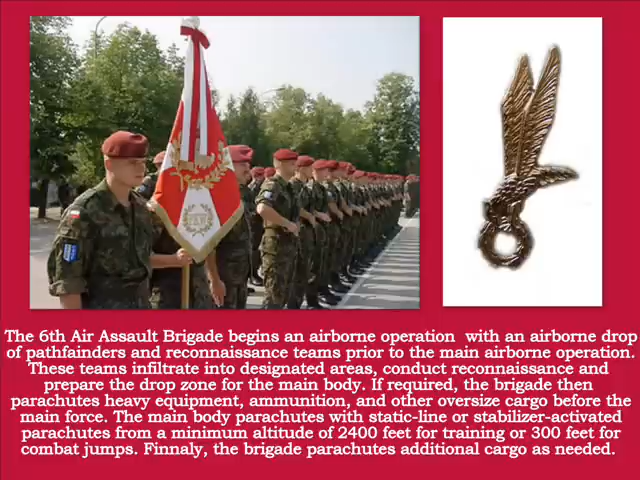 The 6th Air Assault Brigade begins an airborne operation with an airborne drop
of pathfainders and reconnaissance teams prior to the main airborne operation.
These teams infiltrate into designated areas, conduct reconnaissance and
prepare the drop zone for the main body. If required, the brigade then
parachutes heavy equipment, ammunition, and other oversize cargo before the
main force. The main body parachutes with static-line or stabilizer-activated
parachutes from a minimum altitude of 2400 feet for training or 300 feet for
combat jumps. Finnaly, the brigade parachutes additional cargo as needed.